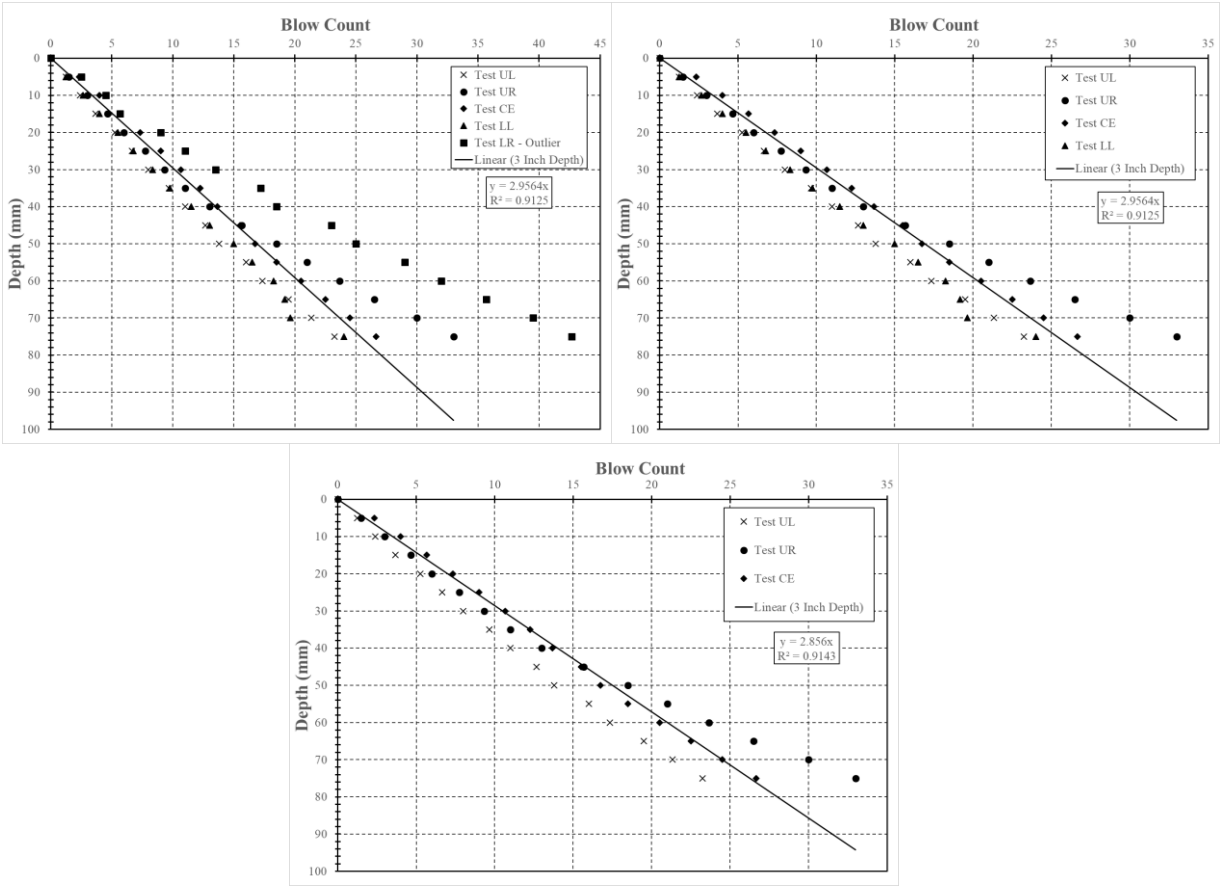 Blow Count
0 5 10 15 20 25 30 35 40 45
0
10
20
30
40
50
60
70
80
90
100
Depth (mm)
Test UL
Test UR
Test CE
Test LL
Test LR - Outlier
Linear (3 Inch Depth)
y = 2.9564x
R² = 0.9125
Blow Count
0 5 10 15 20 25 30 35
0
10
20
30
40
50
60
70
80
90
100
Depth (mm)
Test UL
Test UR
Test CE
Test LL
Linear (3 Inch Depth)
y = 2.9564x
R² = 0.9125
Blow Count
0 5 10 15 20 25 30 35
0
10
20
30
40
50
60
70
80
90
100
Depth (mm)
Test UL
Test UR
Test CE
Linear (3 Inch Depth)
y = 2.856x
R² = 0.9143